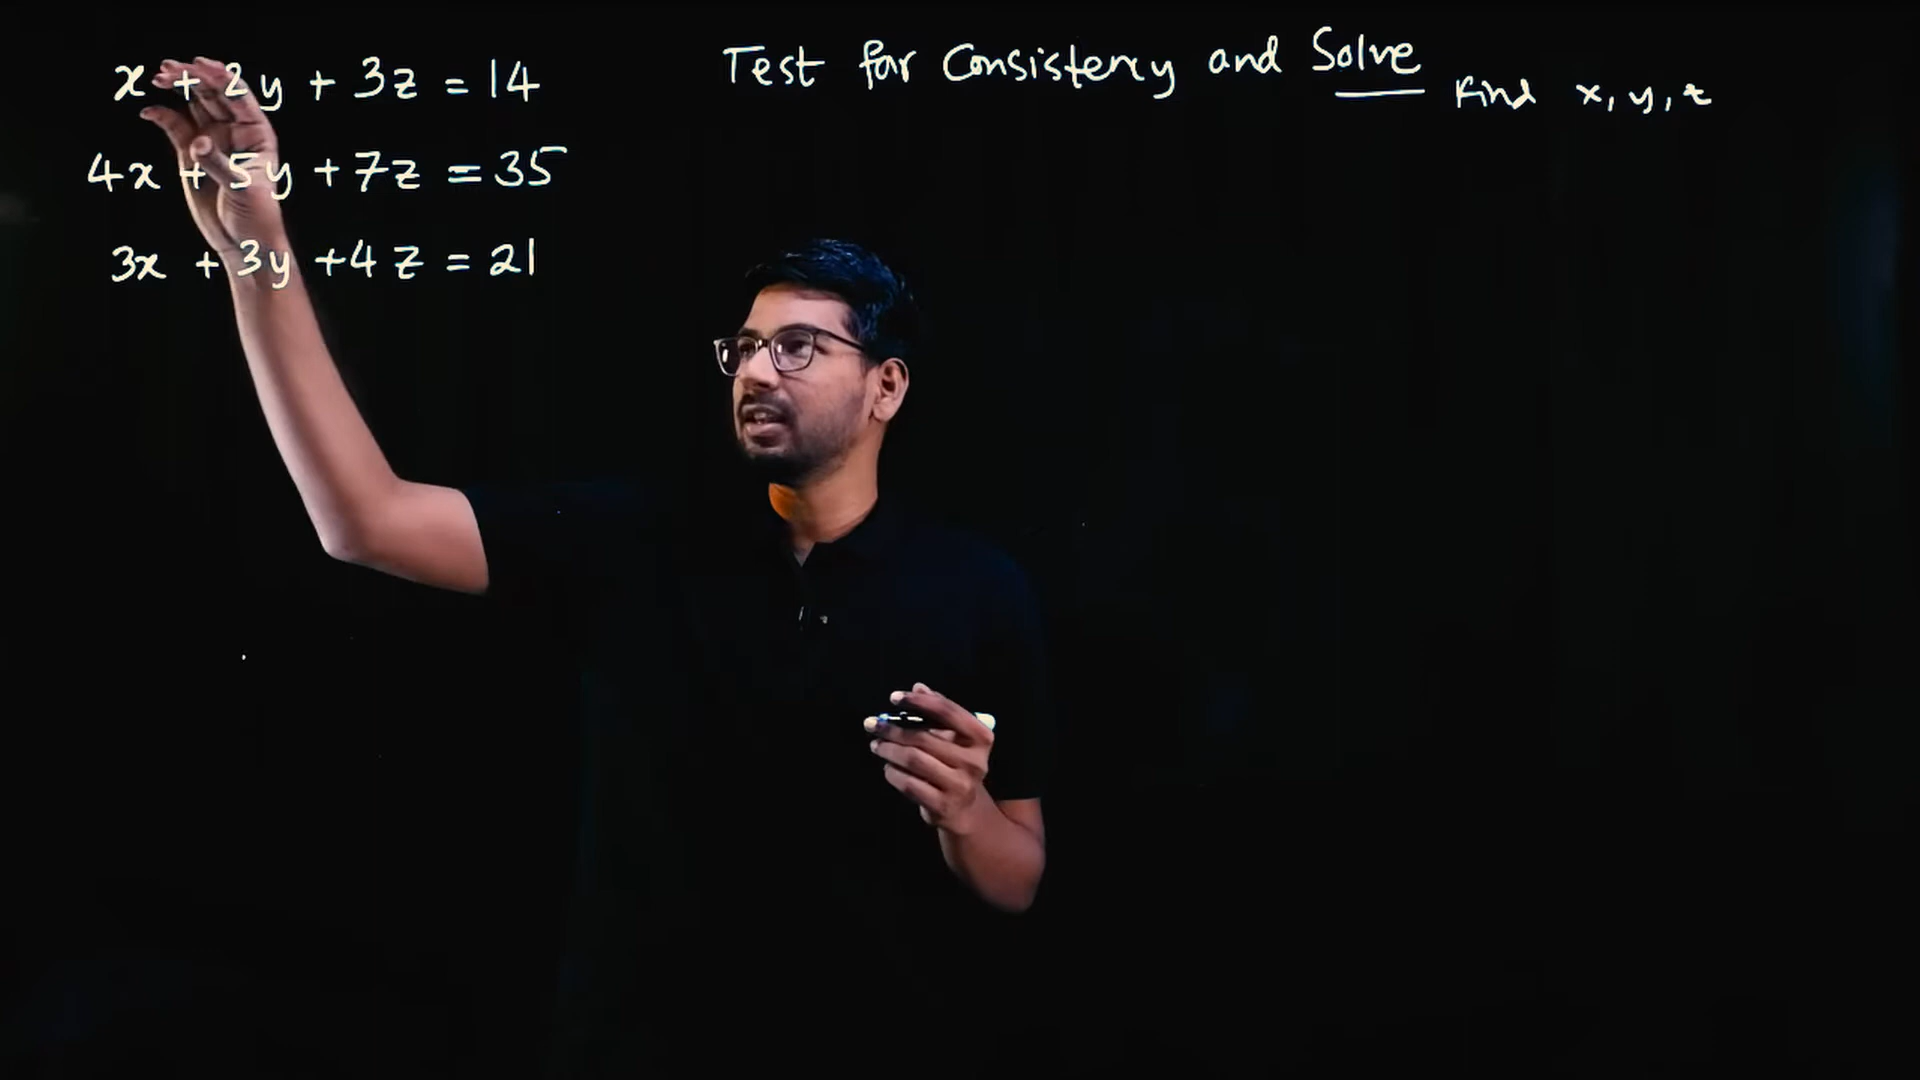 x + 2y + 3z = 14
4x + 5y + 7z = 35
3x + 3y + 4z = 21
Test for Consistency and Solve
Find x, y, z